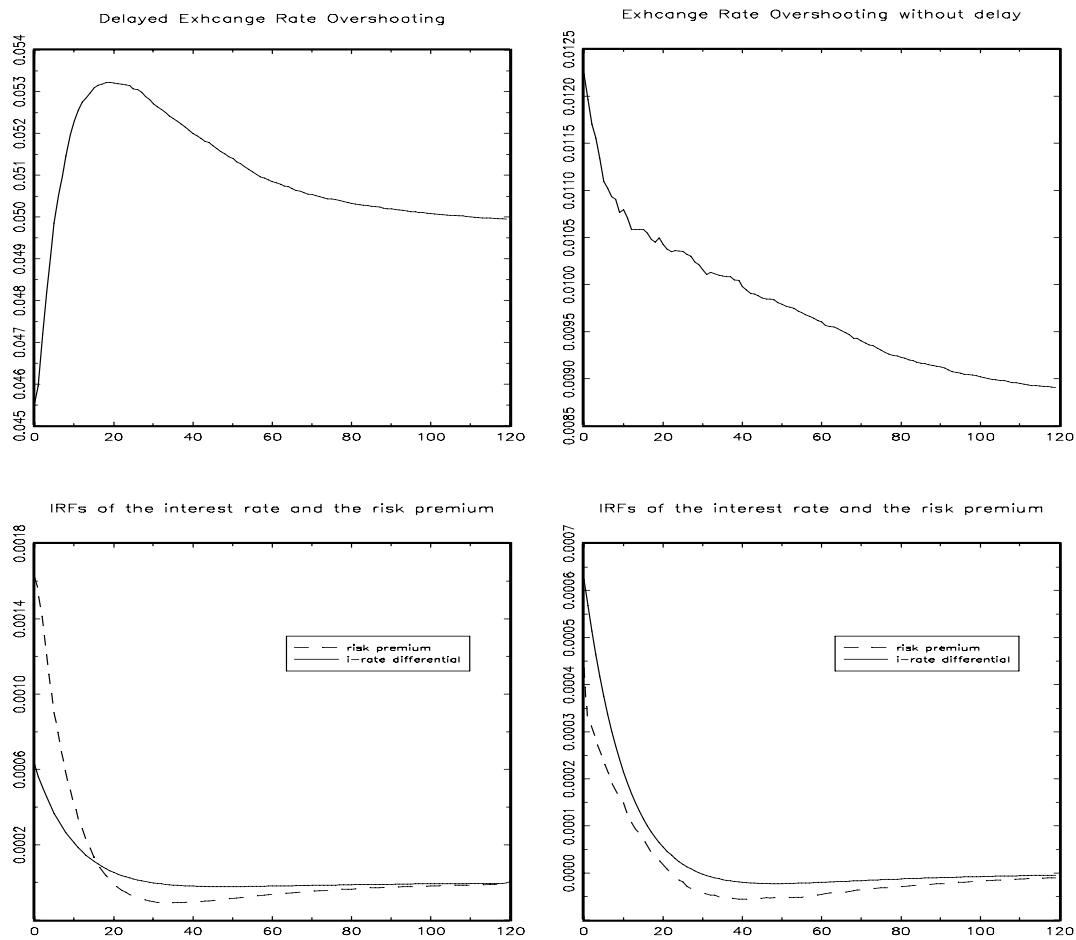 Delayed Exhcange Rate Overshooting
0.054
0.053
0.052
0.051
0.050
0.049
0.048
0.047
0.046
0.045
0 20 40 60 80 100 120
Exhcange Rate Overshooting without delay
0.0125
0.0120
0.0115
0.0110
0.0105
0.0100
0.0095
0.0090
0.0085
0 20 40 60 80 100 120
IRFs of the interest rate and the risk premium
0.0018
0.0014
0.0010
0.0006
0.0002
risk premium
i-rate differential
0 20 40 60 80 100 120
IRFs of the interest rate and the risk premium
0.0007
0.0006
0.0005
0.0004
0.0003
0.0002
0.0001
0.0000
risk premium
i-rate differential
0 20 40 60 80 100 120